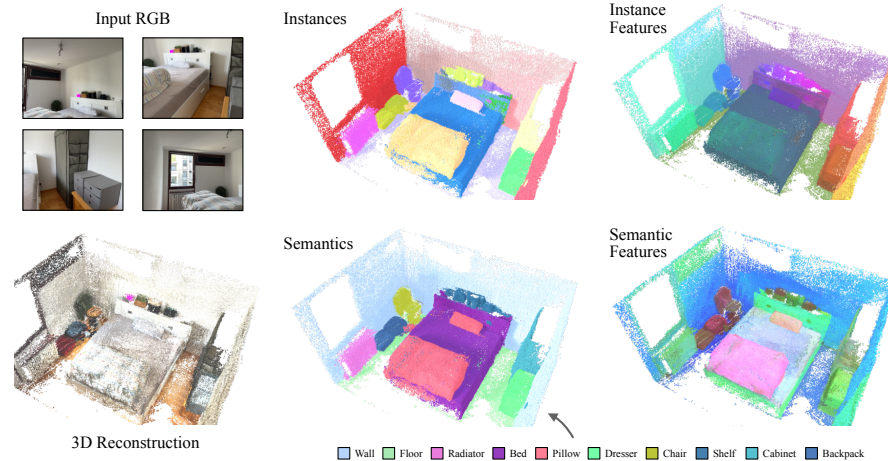 Input RGB
Instances
Instance
Features
Semantics
Semantic
Features
3D Reconstruction
Wall Floor Radiator Bed Pillow Dresser Chair Shelf Cabinet Backpack